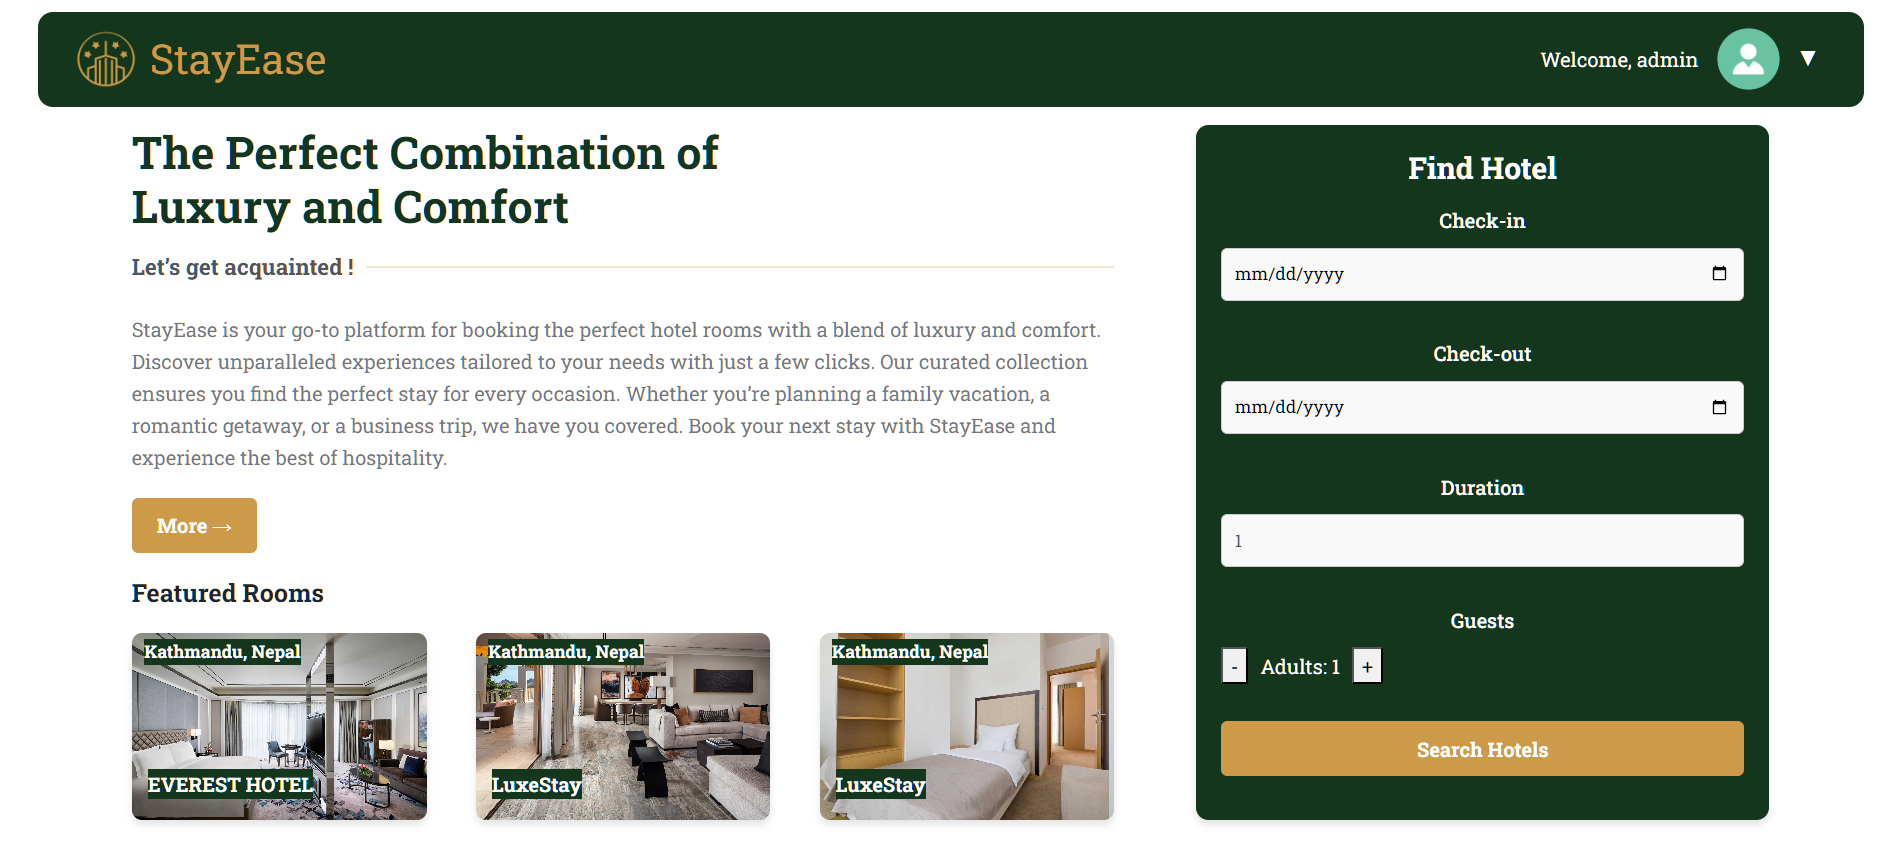 StayEase
Welcome, admin ▼
The Perfect Combination of
Luxury and Comfort
Let’s get acquainted !
StayEase is your go-to platform for booking the perfect hotel rooms with a blend of luxury and comfort.
Discover unparalleled experiences tailored to your needs with just a few clicks. Our curated collection
ensures you find the perfect stay for every occasion. Whether you’re planning a family vacation, a
romantic getaway, or a business trip, we have you covered. Book your next stay with StayEase and
experience the best of hospitality.
More →
Featured Rooms
Kathmandu, Nepal
EVEREST HOTEL
Kathmandu, Nepal
LuxeStay
Kathmandu, Nepal
LuxeStay
Find Hotel
Check-in
mm/dd/yyyy
Check-out
mm/dd/yyyy
Duration
1
Guests
- Adults: 1 +
Search Hotels